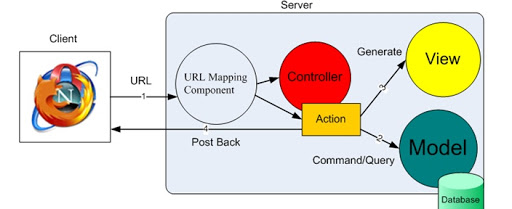 Server
Client
Generate
View
URL
URL Mapping
Component
Controller
1
3
Action
4
2
Post Back
Command/Query
Model
Database
N